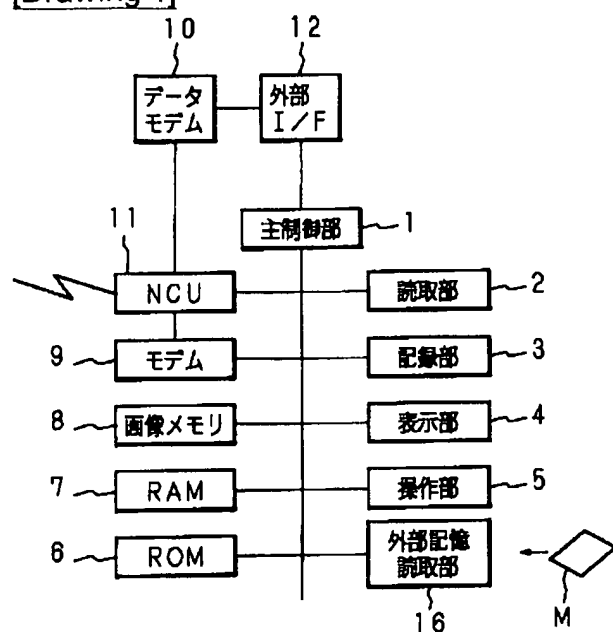 10 12
データ 外部
モデム I/F
11 主制御部 1
NCU 読取部 2
9 モデム 記録部 3
8 画像メモリ 表示部 4
7 RAM 操作部 5
6 ROM 外部記憶
読取部
16 M